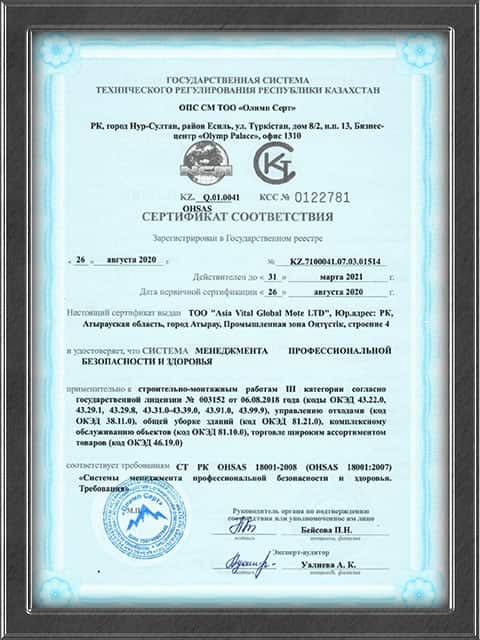 ГОСУДАРСТВЕННАЯ СИСТЕМА
ТЕХНИЧЕСКОГО РЕГУЛИРОВАНИЯ РЕСПУБЛИКИ КАЗАХСТАН
ОПС СМ ТОО «Олимп Серт»
РК, город Нур-Султан, район Есиль, ул. Туркістан, дом 8/2, н.п. 13, Бизнес-
центр «Olymp Palace», офис 1310
KZ. Q.01.0041 КСС № 0122781
OHSAS
СЕРТИФИКАТ СООТВЕТСТВИЯ
Зарегистрирован в Государственном реестре
« 26 » августа 2020 г. № KZ.7100041.07.03.01514
Действителен до « 31 » марта 2021 г.
Дата первичной сертификации « 26 » августа 2020 г.
Настоящий сертификат выдан ТОО "Asia Vital Global Mote LTD", Юр.адрес: РК,
Атырауская область, город Атырау, Промышленная зона Онтүстік, строение 4
и удостоверяет, что СИСТЕМА МЕНЕДЖМЕНТА ПРОФЕССИОНАЛЬНОЙ
БЕЗОПАСНОСТИ И ЗДОРОВЬЯ
применительно к строительно-монтажным работам III категории согласно
государственной лицензии № 003152 от 06.08.2018 года (коды ОКЭД 43.22.0,
43.29.1, 43.29.8, 43.31.0-43.39.0, 43.91.0, 43.99.9), управлению отходами (код
ОКЭД 38.11.0), общей уборке зданий (код ОКЭД 81.21.0), комплексному
обслуживанию обьектов (код ОКЭД 81.10.0), торговле широким ассортиментом
товаров (код ОКЭД 46.19.0)
соответствует требованиям СТ РК OHSAS 18001-2008 (OHSAS 18001:2007)
«Системы менеджмента профессиональной безопасности и здоровья.
Требования»
М.П.
Руководитель органа по подтверждению
соответствия или уполномоченное им лицо
Бейсова П.Н.
подпись инициалы, фамилия
Эксперт-аудитор
Уалиева А. К.
подпись инициалы, фамилия
«Олимп Серт»